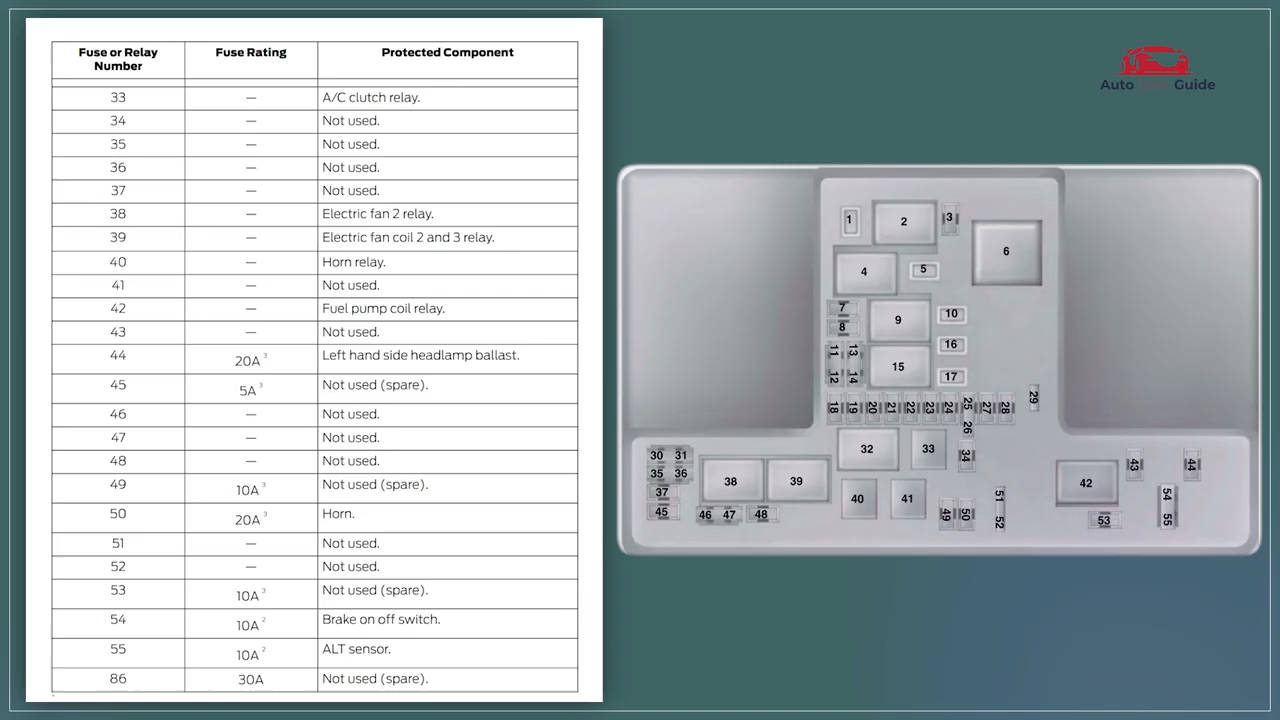 Fuse or Relay Number Fuse Rating Protected Component
33 — A/C clutch relay.
34 — Not used.
35 — Not used.
36 — Not used.
37 — Not used.
38 — Electric fan 2 relay.
39 — Electric fan coil 2 and 3 relay.
40 — Horn relay.
41 — Not used.
42 — Fuel pump coil relay.
43 — Not used.
44 20A ³ Left hand side headlamp ballast.
45 5A ³ Not used (spare).
46 — Not used.
47 — Not used.
48 — Not used.
49 10A ³ Not used (spare).
50 20A ³ Horn.
51 — Not used.
52 — Not used.
53 10A ³ Not used (spare).
54 10A ² Brake on off switch.
55 10A ² ALT sensor.
86 30A Not used (spare).
Auto Guide
1 2 3
6
4 5
7
8 9 10
11 13 16
12 14 15 17
18 19 20 21 22 23 24 25 27 28 29
26
30 31 32 33 34
35 36 38 39 42 43 44
37 40 41 51 54
45 46 47 48 49 50 52 53 55